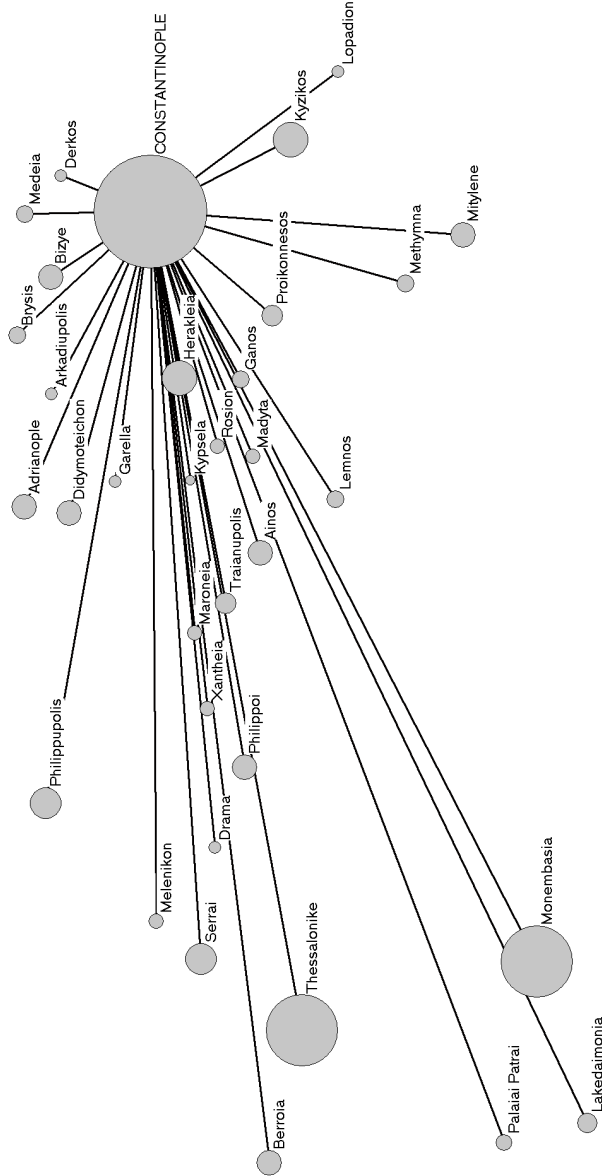 CONSTANTINOPLE
Lopadion
Kyzikos
Derkos
Medeia
Bizye
Brysis
Mitylene
Methymna
Proikonnesos
Arkadiupolis
Herakleia
Ganos
Adrianople
Didymoteichon
Garella
Kypsela
Rosion
Madyta
Lemnos
Ainos
Traianupolis
Maroneia
Xantheia
Philippoi
Philippupolis
Drama
Melenikon
Serrai
Thessalonike
Monembasia
Berroia
Palaiai Patrai
Lakedaimonia